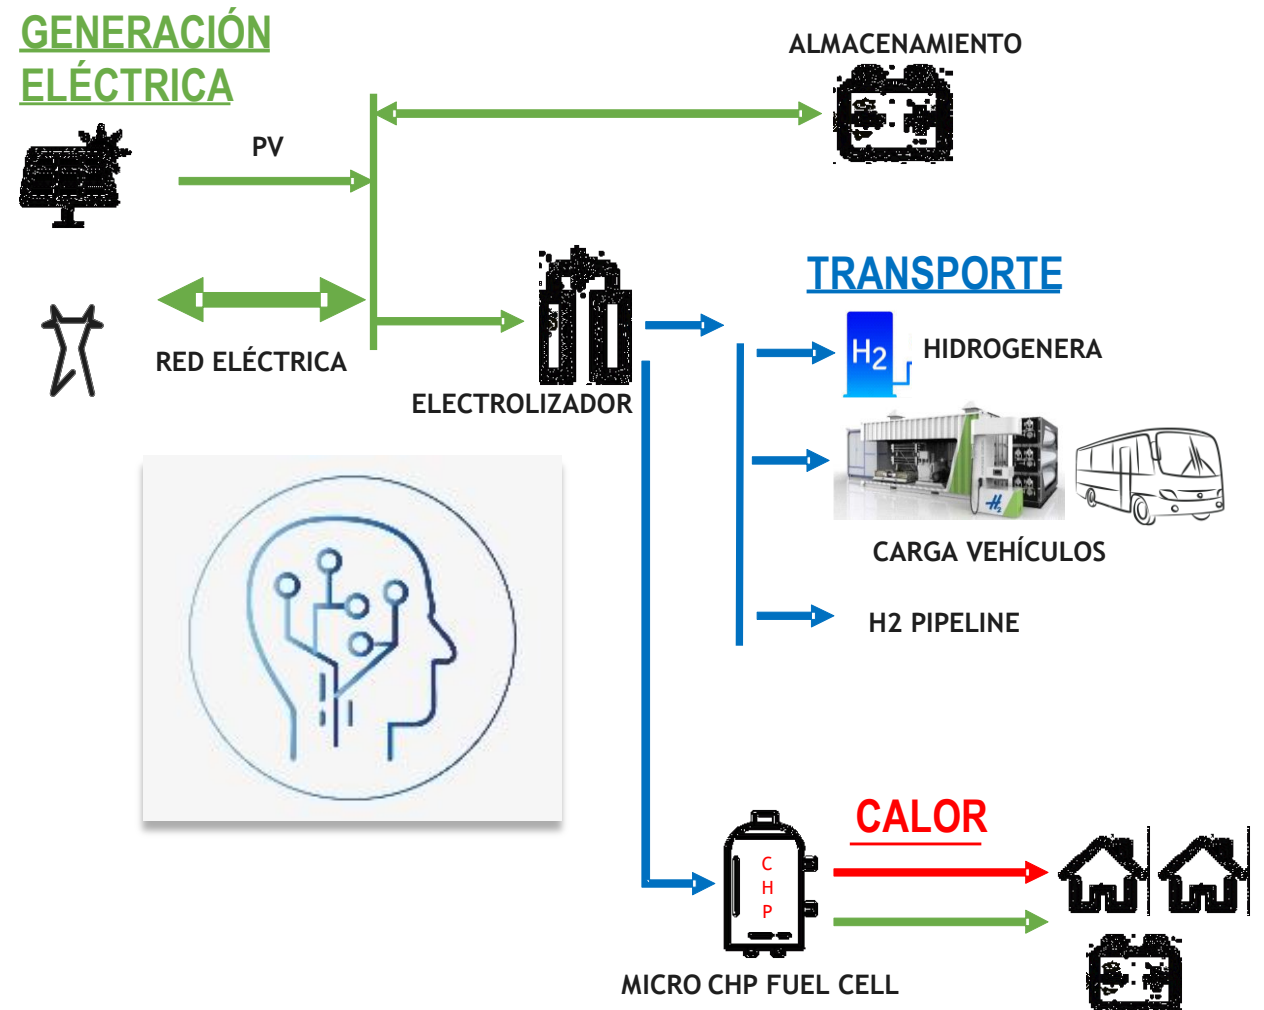 GENERACIÓN
ELÉCTRICA
ALMACENAMIENTO
PV
RED ELÉCTRICA
ELECTROLIZADOR
TRANSPORTE
H2
HIDROGENERA
H2
CARGA VEHÍCULOS
H2 PIPELINE
CALOR
C
H
P
MICRO CHP FUEL CELL